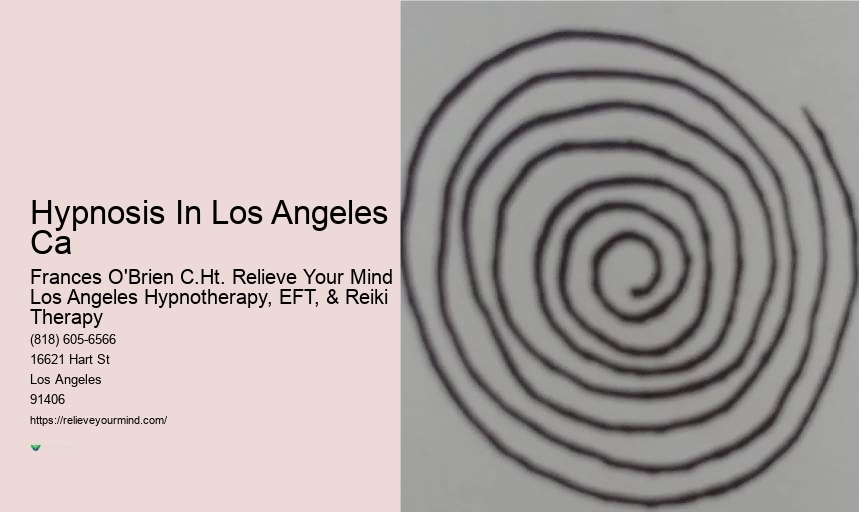 Hypnosis In Los Angeles
Ca
Frances O'Brien C.Ht. Relieve Your Mind
Los Angeles Hypnotherapy, EFT, & Reiki
Therapy
(818) 605-6566
16621 Hart St
Los Angeles
91406
https://relieveyourmind.com/